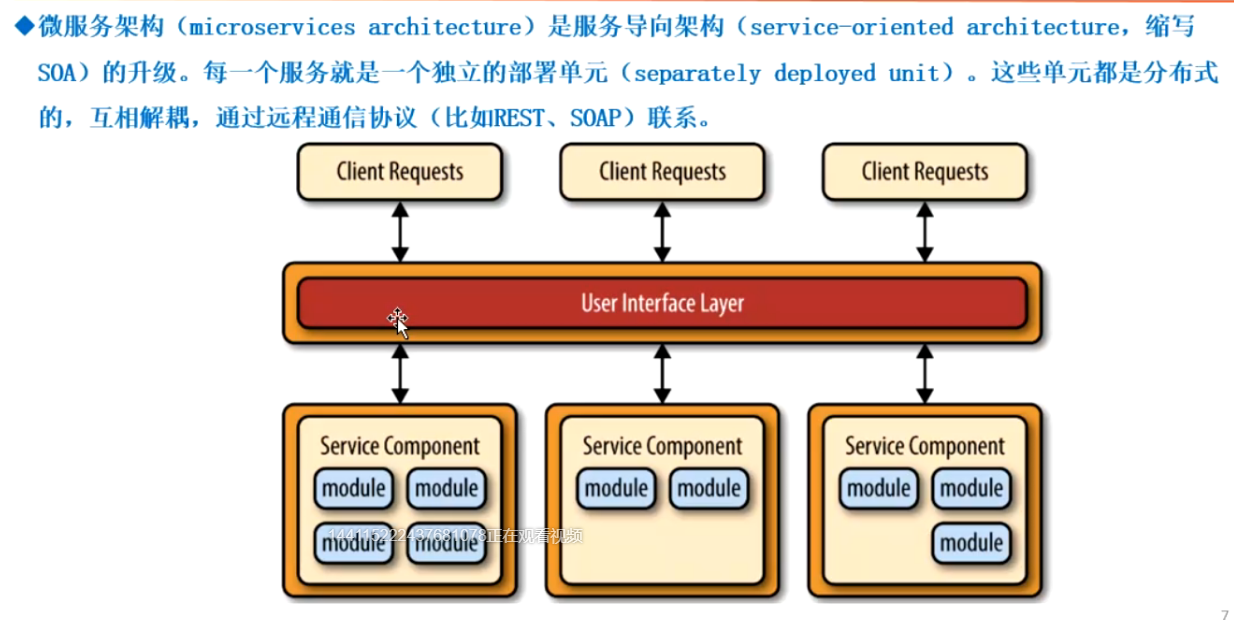 ◆微服务架构（microservices architecture）是服务导向架构（service-oriented architecture，缩写
SOA）的升级。每一个服务就是一个独立的部署单元（separately deployed unit）。这些单元都是分布式
的，互相解耦，通过远程通信协议（比如REST、SOAP）联系。
Client Requests
Client Requests
Client Requests
User Interface Layer
Service Component
module module
module module
Service Component
module module
Service Component
module module
module
144115222437681078正在观看视频
7